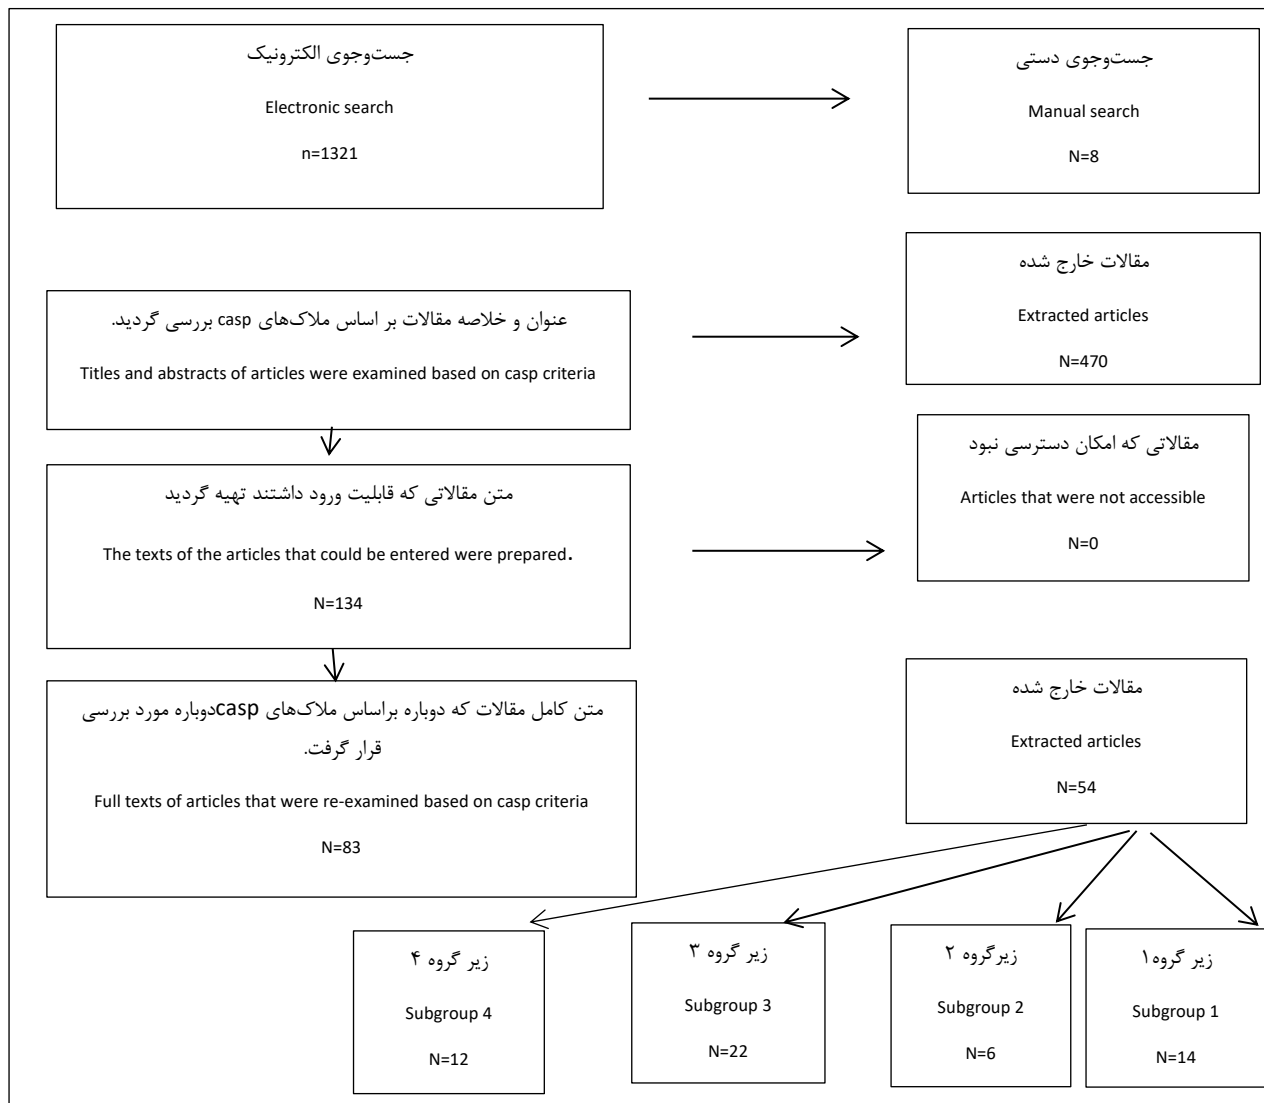 جست‌وجوی الکترونیک
Electronic search
n=1321
جست‌وجوی دستی
Manual search
N=8
عنوان و خلاصه مقالات بر اساس ملاک‌های casp بررسی گردید.
Titles and abstracts of articles were examined based on casp criteria
مقالات خارج شده
Extracted articles
N=470
متن مقالاتی که قابلیت ورود داشتند تهیه گردید
The texts of the articles that could be entered were prepared.
N=134
مقالاتی که امکان دسترسی نبود
Articles that were not accessible
N=0
متن کامل مقالات که دوباره براساس ملاک‌های casp دوباره مورد بررسی
قرار گرفت.
Full texts of articles that were re-examined based on casp criteria
N=83
مقالات خارج شده
Extracted articles
N=54
زیر گروه ۴
Subgroup 4
N=12
زیر گروه ۳
Subgroup 3
N=22
زیرگروه ۲
Subgroup 2
N=6
زیر گروه۱
Subgroup 1
N=14